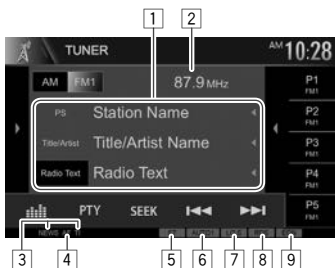 1 2
TUNER AM 10:28
AM FM1 87.9 MHz P1
FM1
PS Station Name P2
FM1
Title/Artist Title/Artist Name P3
FM1
Radio Text Radio Text P4
FM1
PTY SEEK P5
FM1
NEWS AF TI
3 4 5 6 7 8 9